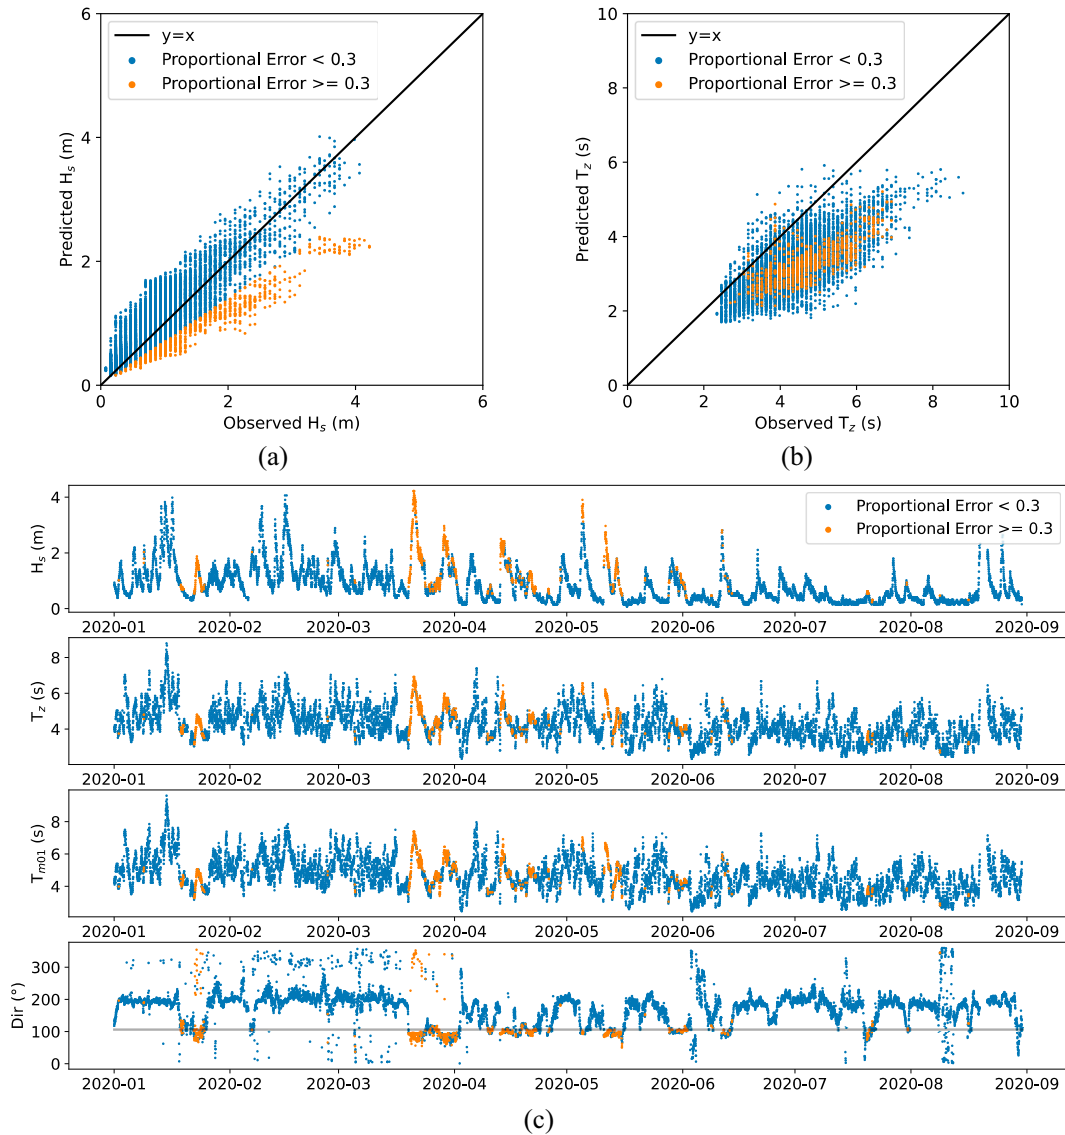 6
4
2
0
Predicted H_s (m)
y=x
Proportional Error < 0.3
Proportional Error >= 0.3
0 2 4 6
Observed H_s (m)
(a)
10
8
6
4
2
0
Predicted T_z (s)
y=x
Proportional Error < 0.3
Proportional Error >= 0.3
0 2 4 6 8 10
Observed T_z (s)
(b)
H_s (m)
4
2
0
Proportional Error < 0.3
Proportional Error >= 0.3
2020-01 2020-02 2020-03 2020-04 2020-05 2020-06 2020-07 2020-08 2020-09
T_z (s)
8
6
4
2020-01 2020-02 2020-03 2020-04 2020-05 2020-06 2020-07 2020-08 2020-09
T_m01 (s)
8
6
4
2020-01 2020-02 2020-03 2020-04 2020-05 2020-06 2020-07 2020-08 2020-09
Dir (°)
300
200
100
0
2020-01 2020-02 2020-03 2020-04 2020-05 2020-06 2020-07 2020-08 2020-09
(c)